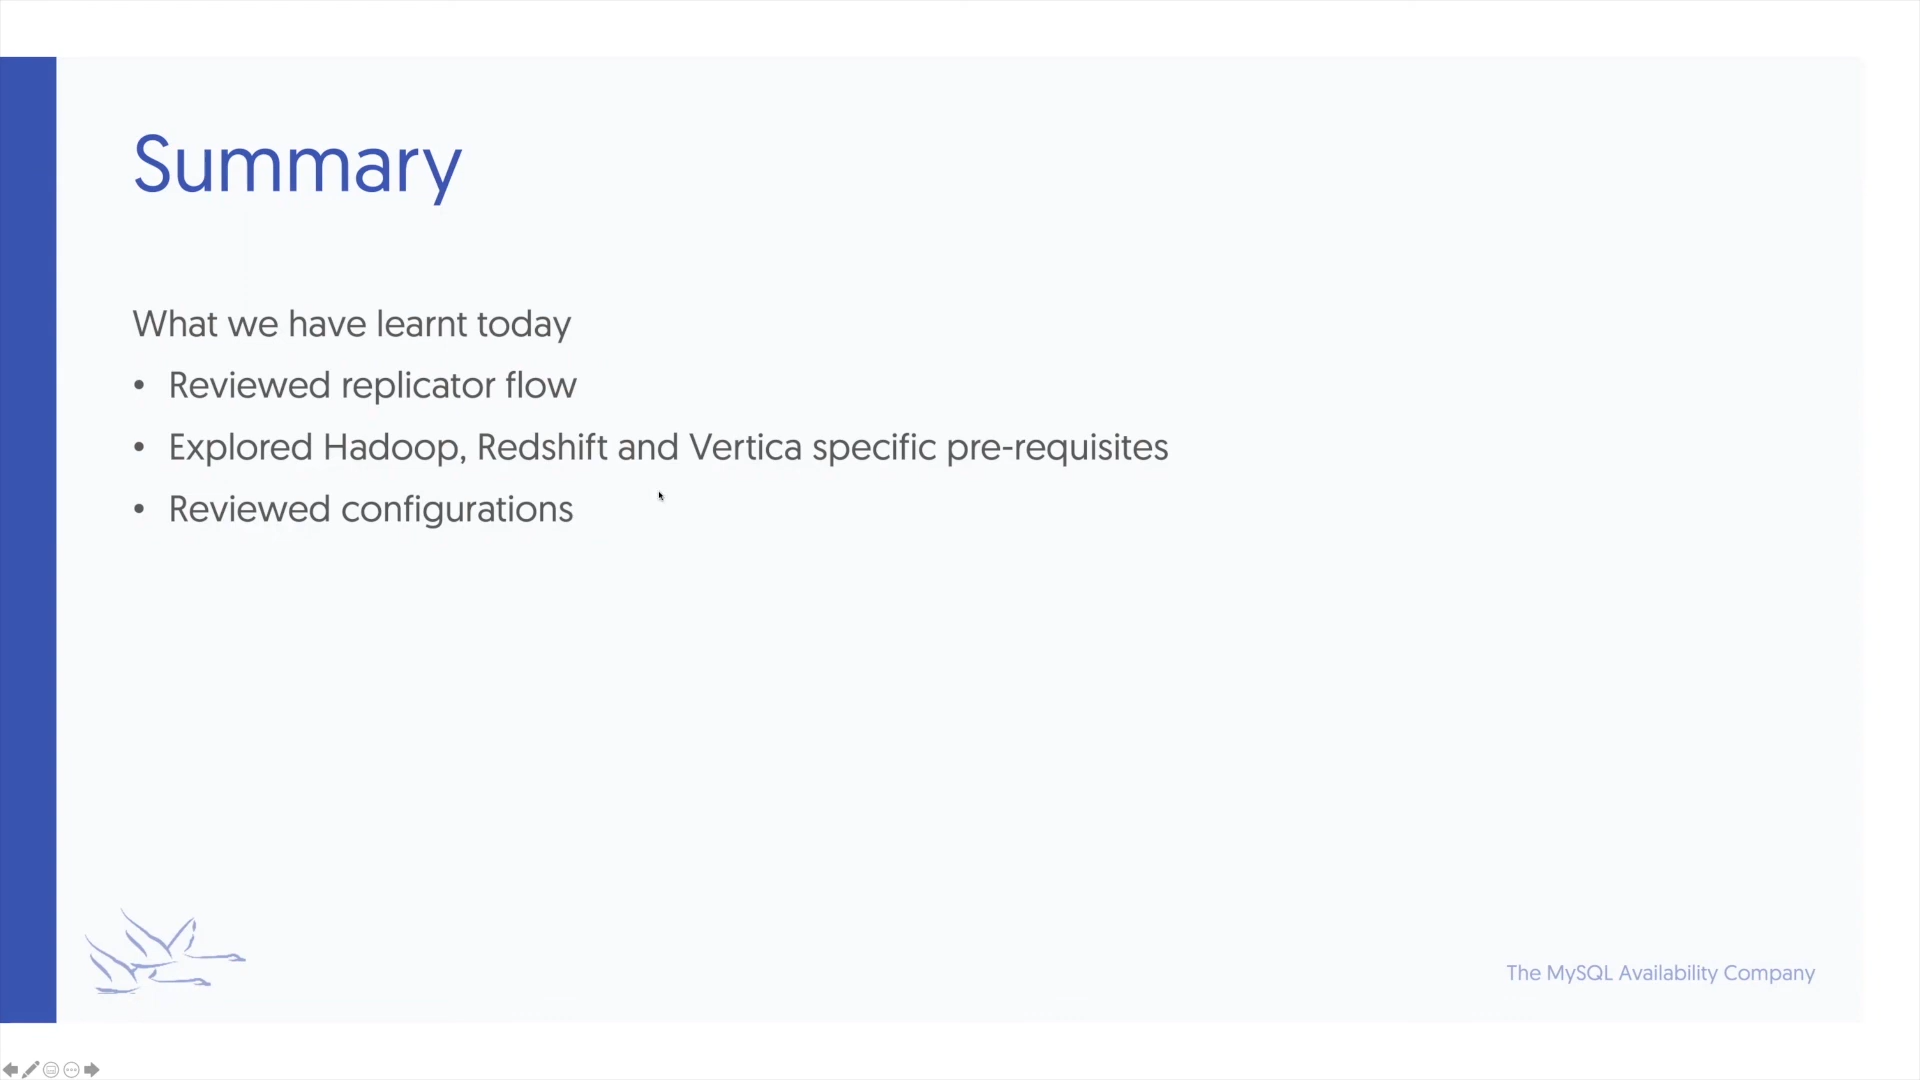 Summary
What we have learnt today
• Reviewed replicator flow
• Explored Hadoop, Redshift and Vertica specific pre-requisites
• Reviewed configurations
The MySQL Availability Company